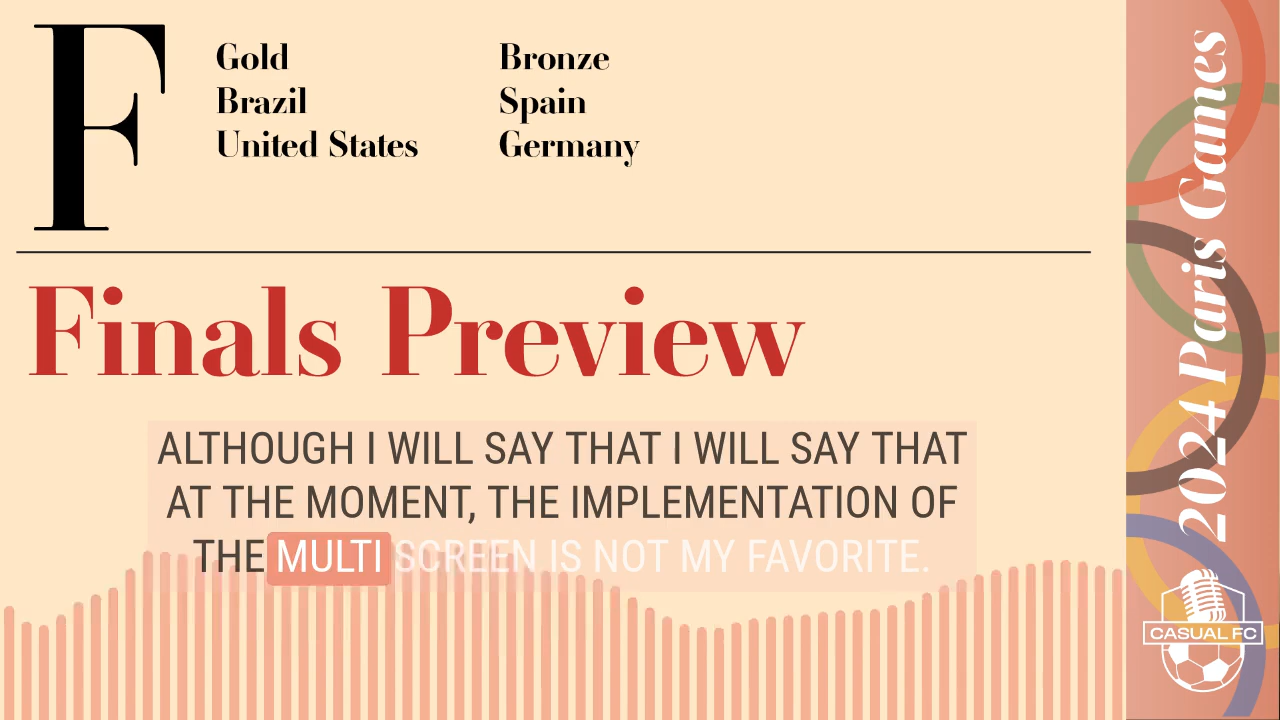 F
Gold
Brazil
United States
Bronze
Spain
Germany
Finals Preview
ALTHOUGH I WILL SAY THAT I WILL SAY THAT
AT THE MOMENT, THE IMPLEMENTATION OF
THE MULTI SCREEN IS NOT MY FAVORITE.
2024 Paris Games
CASUAL FC